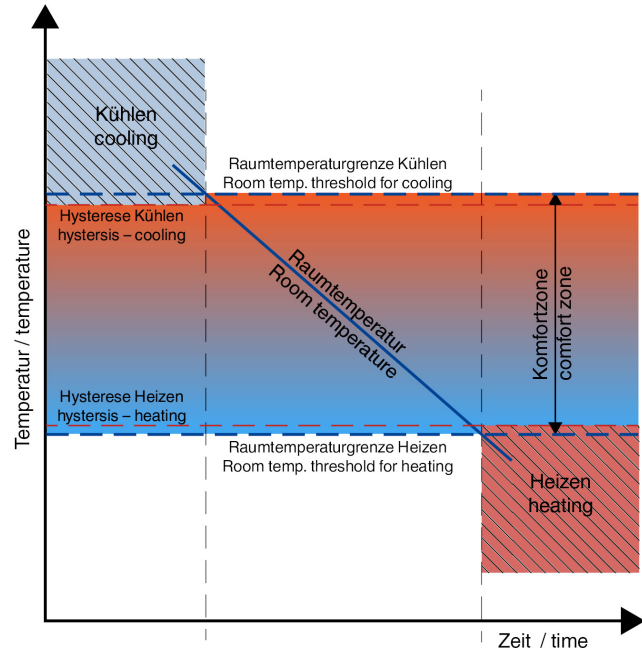 Kühlen
cooling
Raumtemperaturgrenze Kühlen
Room temp. threshold for cooling
Hysterese Kühlen
hystersis – cooling
Raumtemperatur
Room temperature
Komfortzone
comfort zone
Temperatur / temperature
Hysterese Heizen
hystersis – heating
Raumtemperaturgrenze Heizen
Room temp. threshold for heating
Heizen
heating
Zeit / time